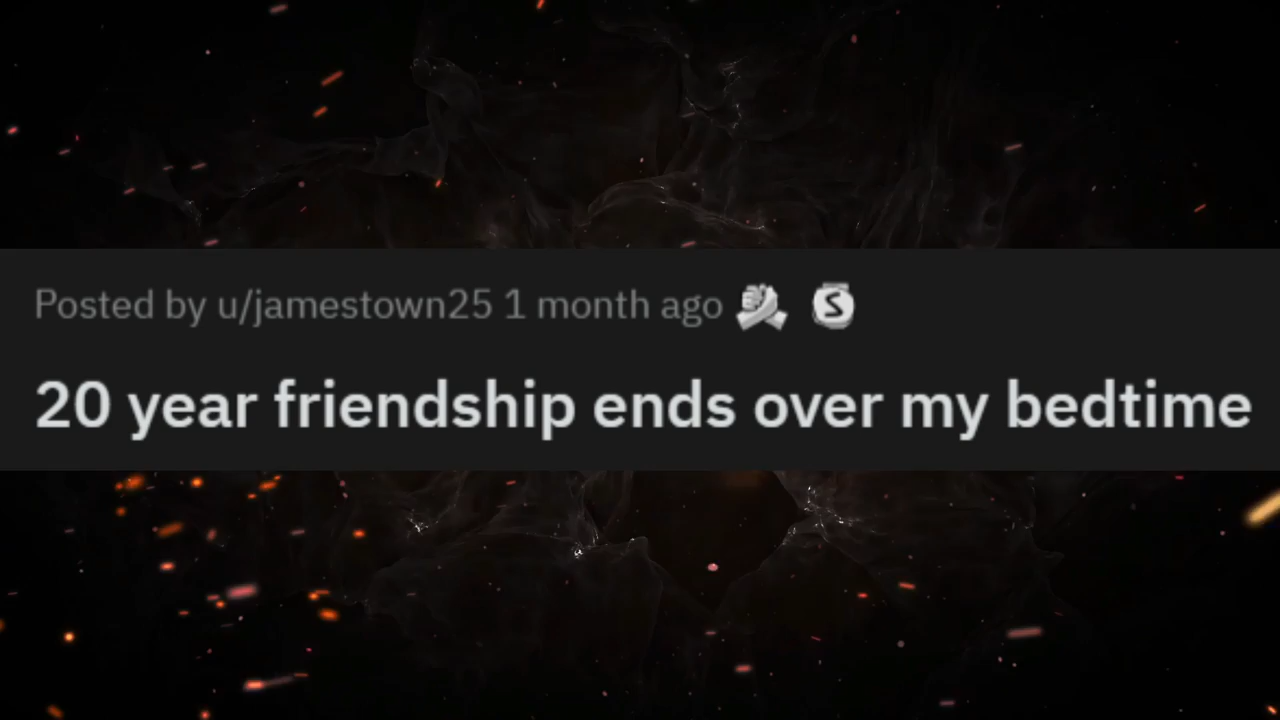 Posted by u/jamestown25 1 month ago
20 year friendship ends over my bedtime